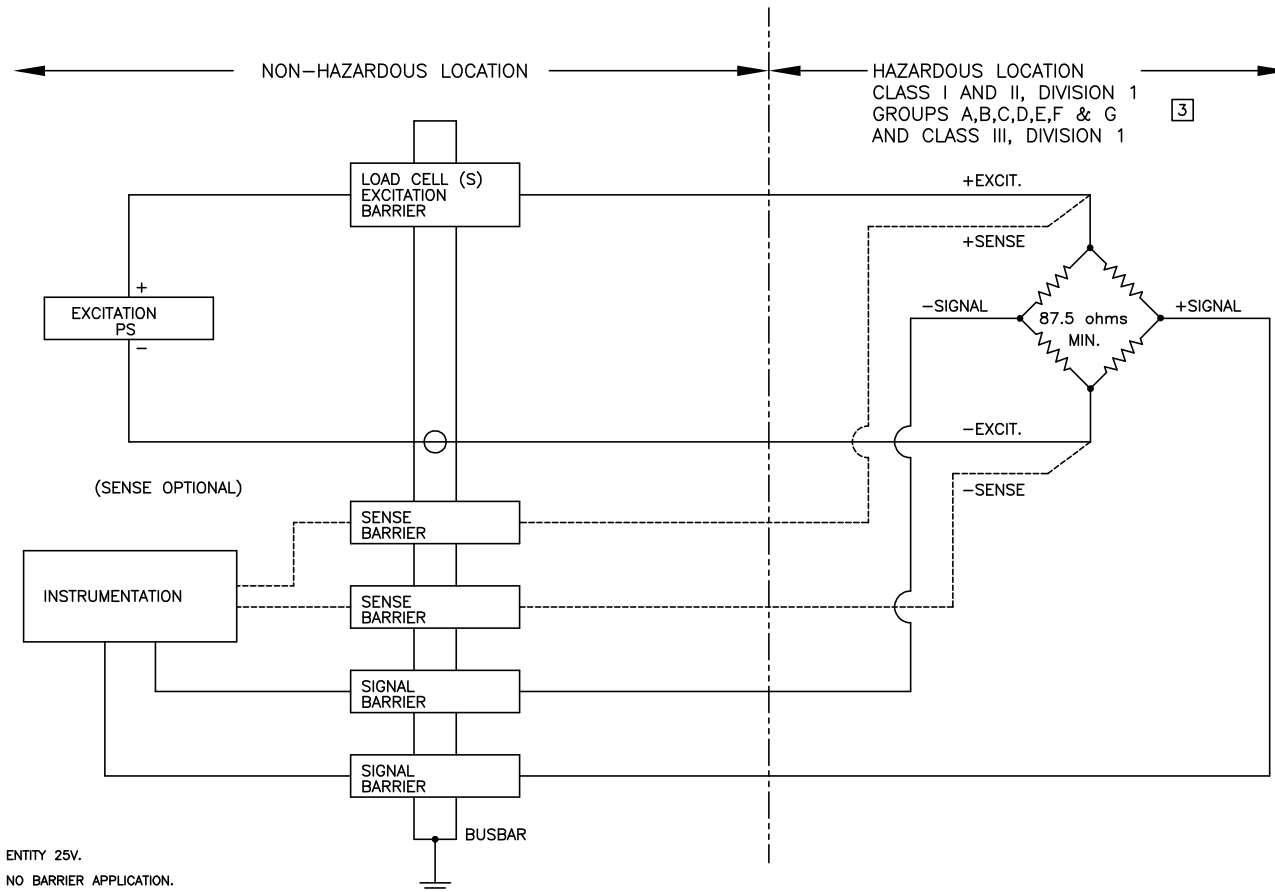 NON-HAZARDOUS LOCATION
HAZARDOUS LOCATION
CLASS I AND II, DIVISION 1
GROUPS A,B,C,D,E,F & G
AND CLASS III, DIVISION 1
3
LOAD CELL (S)
EXCITATION
BARRIER
+EXCIT.
+SENSE
+
EXCITATION
PS
−
−SIGNAL
87.5 ohms
MIN.
+SIGNAL
−EXCIT.
−SENSE
(SENSE OPTIONAL)
SENSE
BARRIER
INSTRUMENTATION
SENSE
BARRIER
SIGNAL
BARRIER
SIGNAL
BARRIER
BUSBAR
ENTITY 25V.
NO BARRIER APPLICATION.